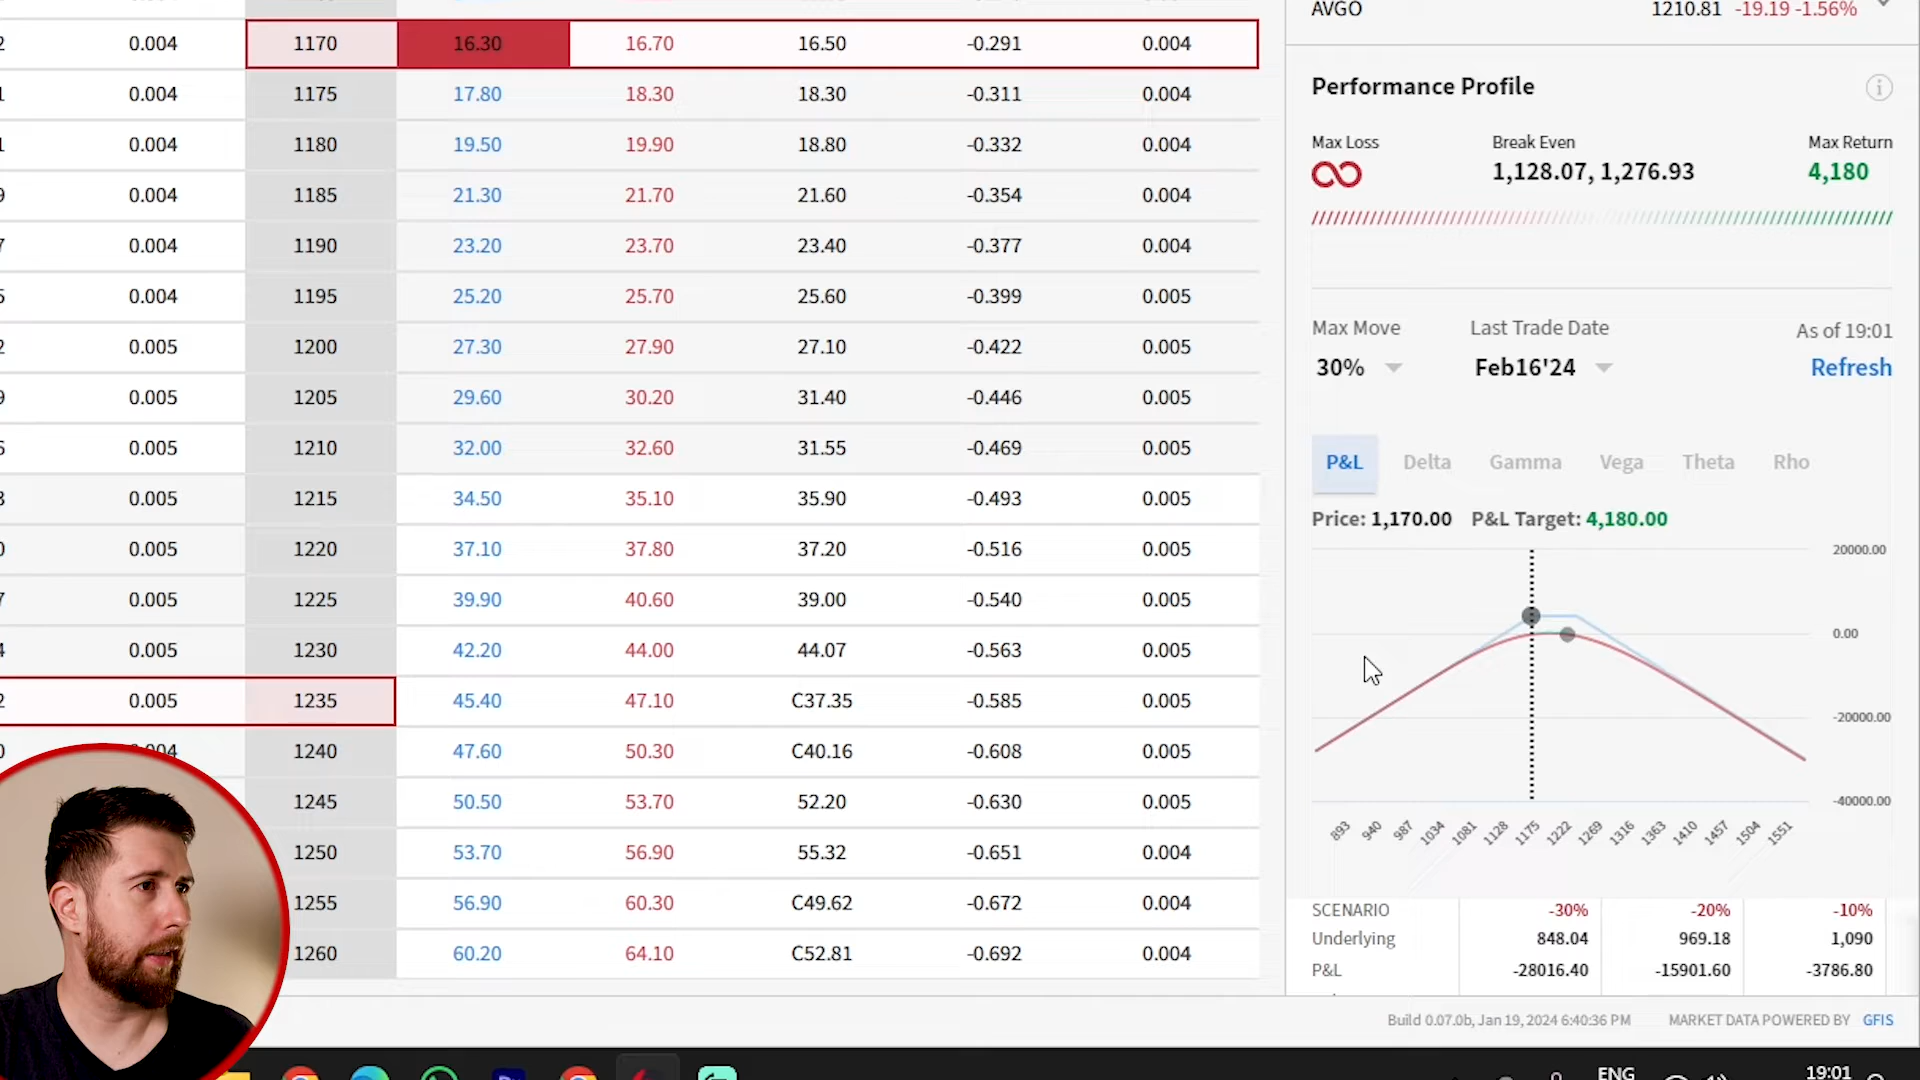 AVGO 1210.81 -19.19 -1.56%
2 0.004 1170 16.30 16.70 16.50 -0.291 0.004
1 0.004 1175 17.80 18.30 18.30 -0.311 0.004
1 0.004 1180 19.50 19.90 18.80 -0.332 0.004
9 0.004 1185 21.30 21.70 21.60 -0.354 0.004
7 0.004 1190 23.20 23.70 23.40 -0.377 0.004
5 0.004 1195 25.20 25.70 25.60 -0.399 0.005
2 0.005 1200 27.30 27.90 27.10 -0.422 0.005
9 0.005 1205 29.60 30.20 31.40 -0.446 0.005
5 0.005 1210 32.00 32.60 31.55 -0.469 0.005
3 0.005 1215 34.50 35.10 35.90 -0.493 0.005
0 0.005 1220 37.10 37.80 37.20 -0.516 0.005
7 0.005 1225 39.90 40.60 39.00 -0.540 0.005
4 0.005 1230 42.20 44.00 44.07 -0.563 0.005
2 0.005 1235 45.40 47.10 C37.35 -0.585 0.005
0 0.004 1240 47.60 50.30 C40.16 -0.608 0.005
1245 50.50 53.70 52.20 -0.630 0.005
1250 53.70 56.90 55.32 -0.651 0.004
1255 56.90 60.30 C49.62 -0.672 0.004
1260 60.20 64.10 C52.81 -0.692 0.004
Performance Profile
Max Loss Break Even Max Return
∞ 1,128.07, 1,276.93 4,180
Max Move Last Trade Date As of 19:01
30% Feb16'24 Refresh
P&L Delta Gamma Vega Theta Rho
Price: 1,170.00 P&L Target: 4,180.00
20000.00
0.00
-20000.00
-40000.00
893 940 987 1034 1081 1128 1175 1222 1269 1316 1363 1410 1457 1504 1551
SCENARIO -30% -20% -10%
Underlying 848.04 969.18 1,090
P&L -28016.40 -15901.60 -3786.80
Build 0.07.0b, Jan 19, 2024 6:40:36 PM MARKET DATA POWERED BY GFIS
ENG 19:01